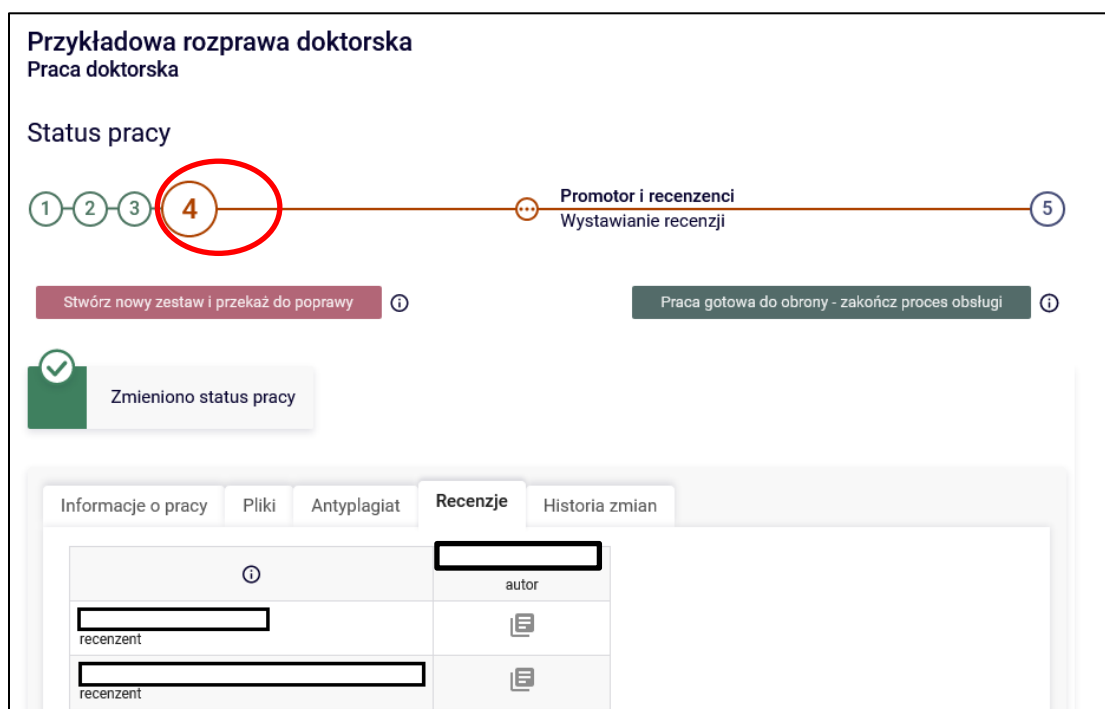 Przykładowa rozprawa doktorska
Praca doktorska
Status pracy
1 2 3 4 Promotor i recenzenci 5
Wystawianie recenzji
Stwórz nowy zestaw i przekaż do poprawy Praca gotowa do obrony - zakończ proces obsługi
Zmieniono status pracy
Informacje o pracy Pliki Antyplagiat Recenzje Historia zmian
autor
recenzent
recenzent